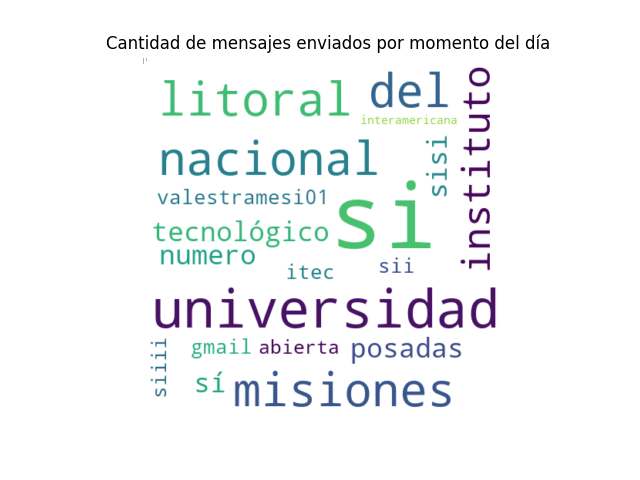 Cantidad de mensajes enviados por momento del día
litoral
del
interamericana
instituto
nacional
sisi
valestramesi01
si
tecnológico
numero
itec
sii
universidad
siiii
gmail
abierta
posadas
sí
misiones